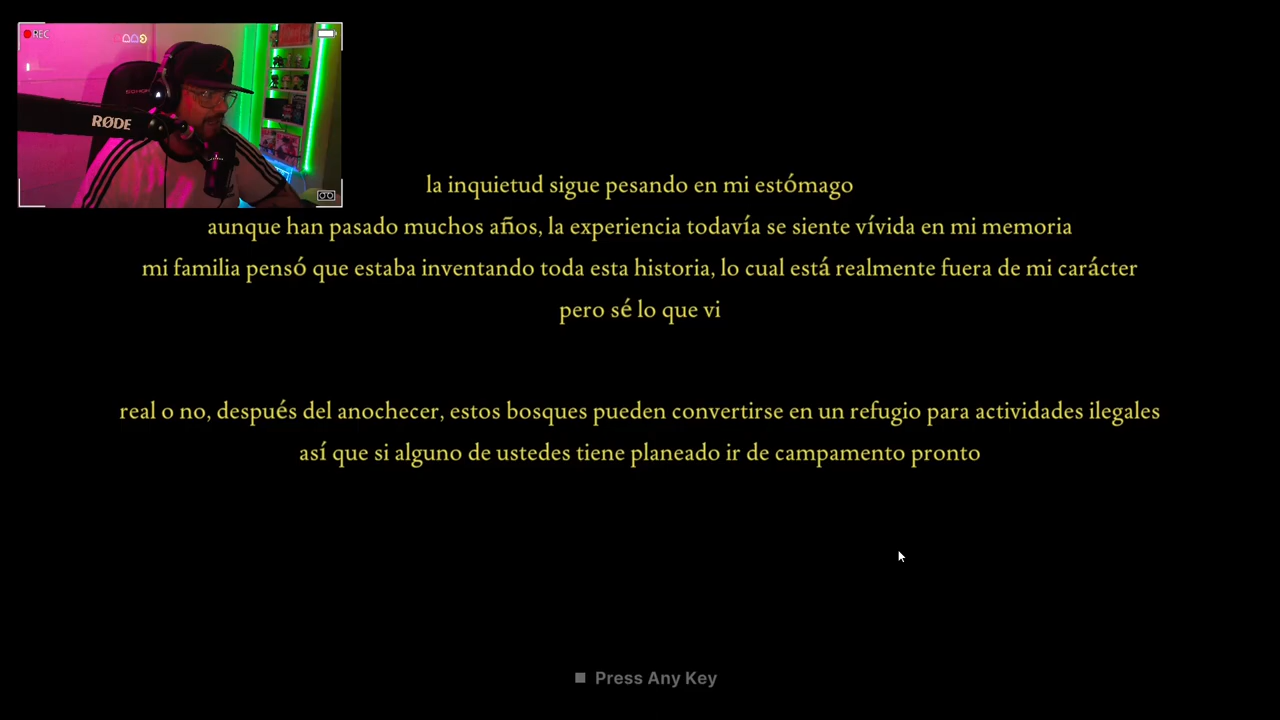 REC
RØDE
la inquietud sigue pesando en mi estómago
aunque han pasado muchos años, la experiencia todavía se siente vívida en mi memoria
mi familia pensó que estaba inventando toda esta historia, lo cual está realmente fuera de mi carácter
pero sé lo que vi
real o no, después del anochecer, estos bosques pueden convertirse en un refugio para actividades ilegales
así que si alguno de ustedes tiene planeado ir de campamento pronto
Press Any Key